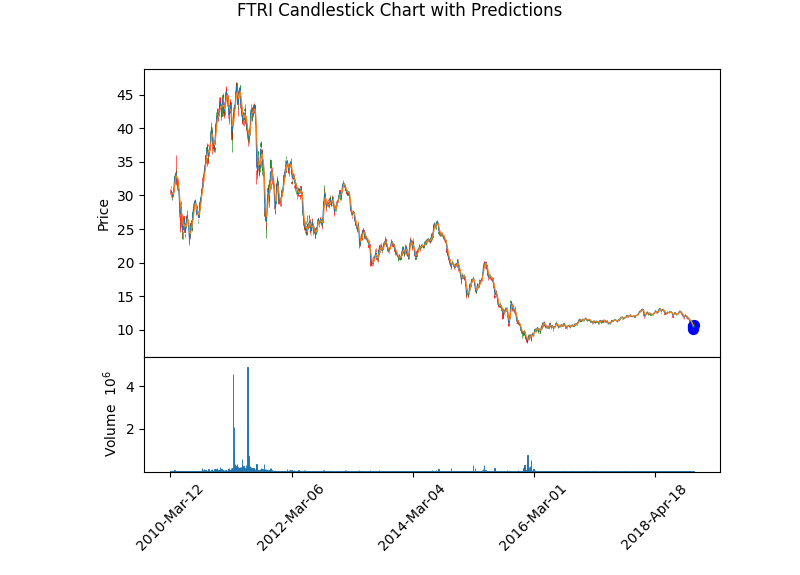 FTRI Candlestick Chart with Predictions
Price
45
40
35
30
25
20
15
10
Volume 10^6
4
2
2010-Mar-12
2012-Mar-06
2014-Mar-04
2016-Mar-01
2018-Apr-18